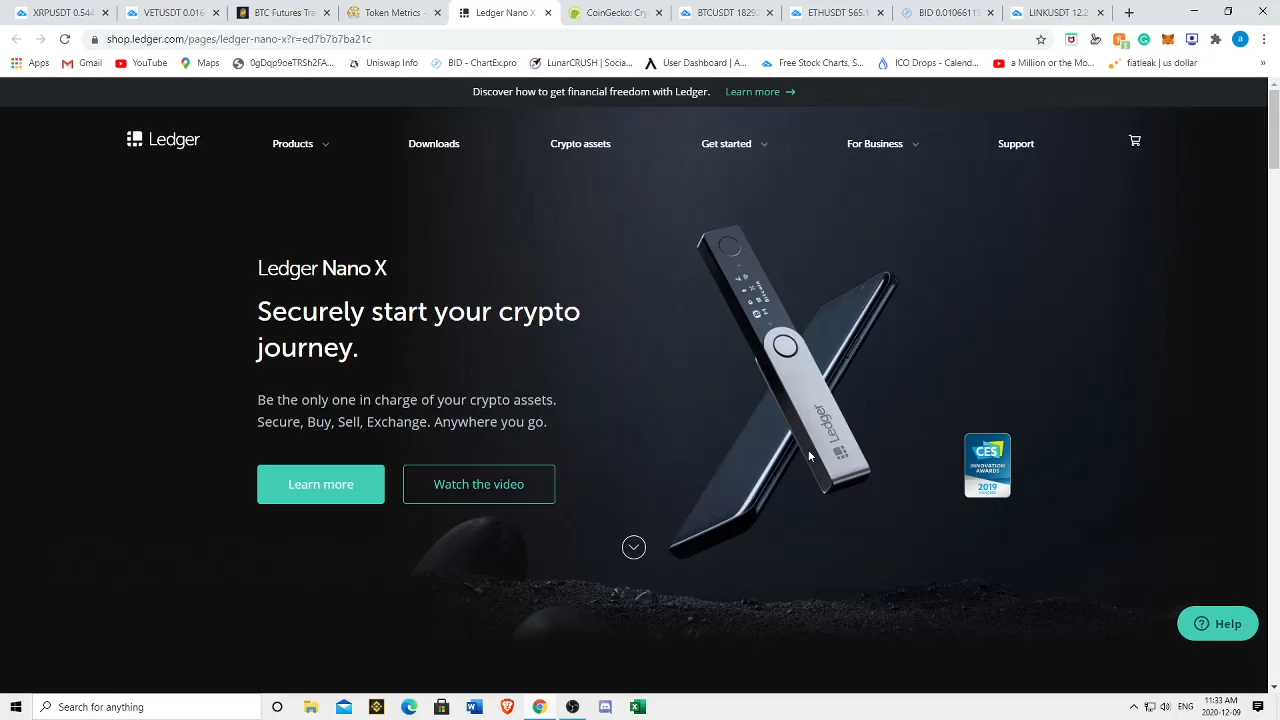 XRPUSDT 0.544
VETUSDT 0.016
BTC Futures Tra
Token Metrics -
Ledger Nano X
CoinGecko: Cry
BTCUSDT 1829
ETHUSDT 565.
BID 0.066119
LINKUSDT 12.2
shop.ledger.com/pages/ledger-nano-x?r=ed7b7b7ba21c
Apps
Gmail
YouTube
Maps
Uniswap Info
BID - ChartEx.pro
LunarCRUSH | Socia...
User Dashboard | A...
Free Stock Charts, S...
ICO Drops - Calend...
a Million or the Mo...
fiatleak | us dollar
Discover how to get financial freedom with Ledger.
Learn more →
Ledger
Products
Downloads
Crypto assets
Get started
For Business
Support
Ledger Nano X
Securely start your crypto
journey.
Be the only one in charge of your crypto assets.
Secure, Buy, Sell, Exchange. Anywhere you go.
Learn more
Watch the video
Bitcoin
Ledger
CES
INNOVATION
AWARDS
2019
Help
Search for anything
ENG
11:33 AM
2020-12-09